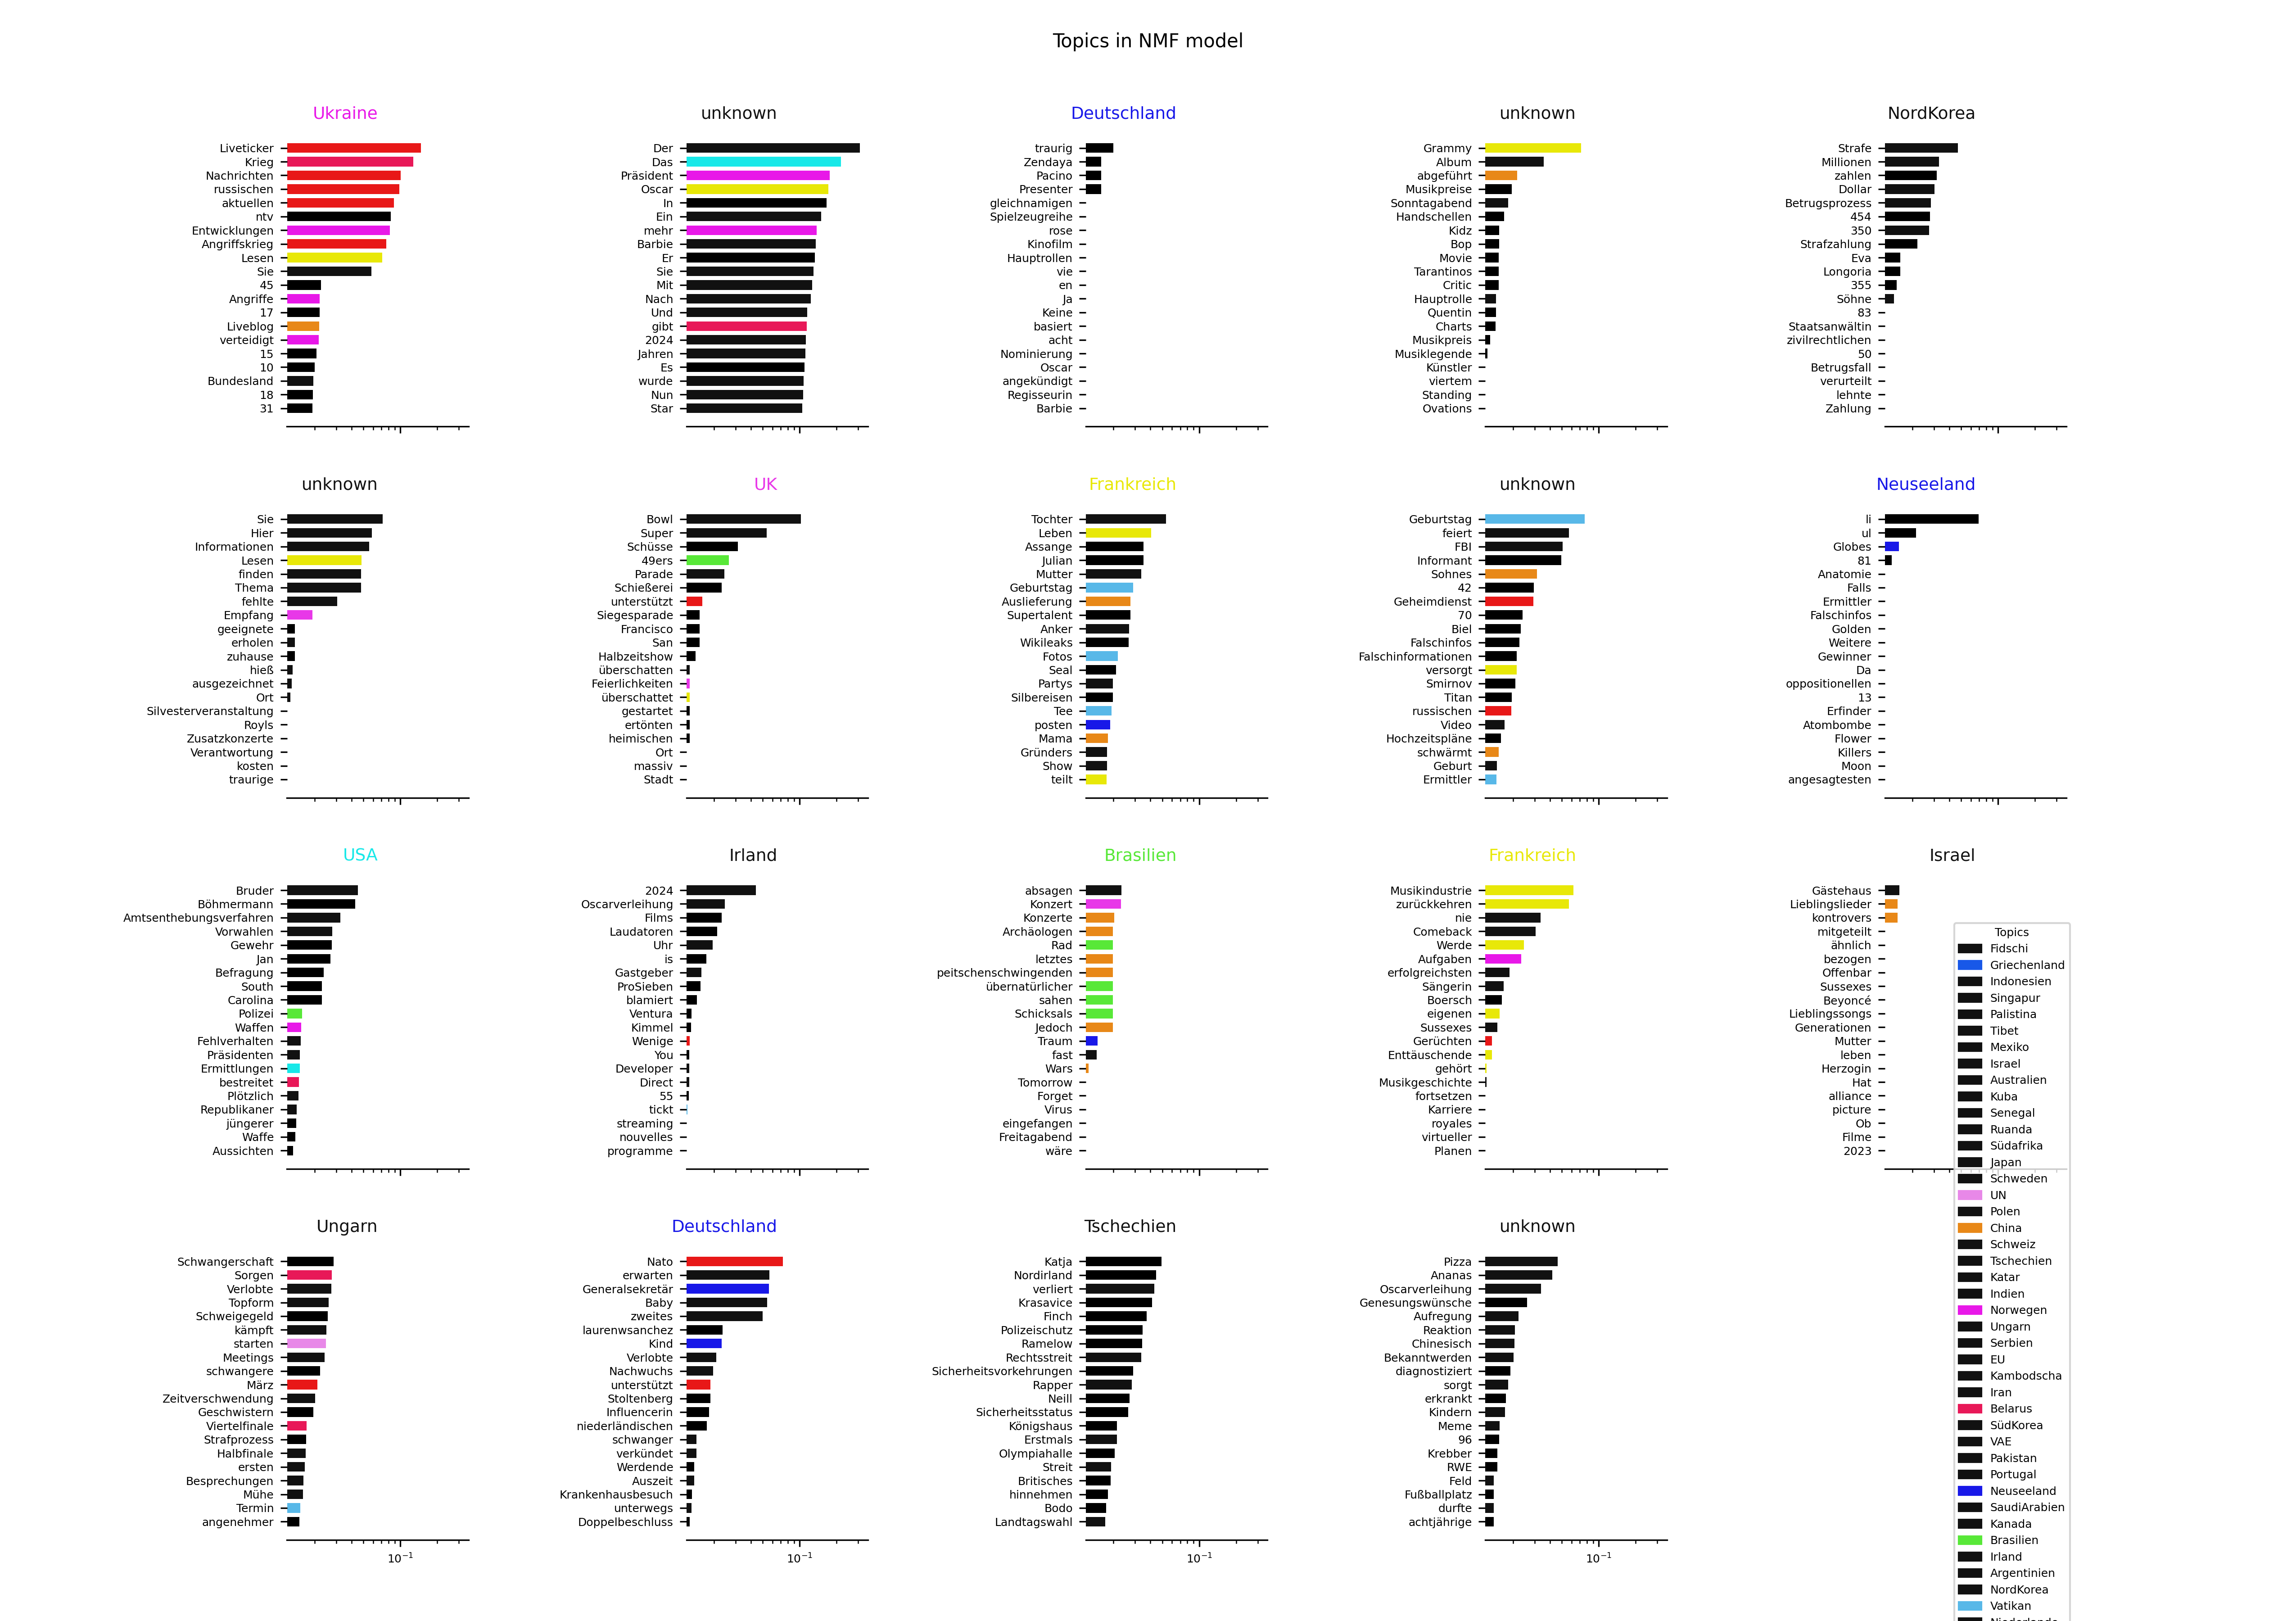 Topics in NMF model
Ukraine
Liveticker
Krieg
Nachrichten
russischen
aktuellen
ntv
Entwicklungen
Angriffskrieg
Lesen
Sie
45
Angriffe
17
Liveblog
verteidigt
15
10
Bundesland
18
31
unknown
Der
Das
Präsident
Oscar
In
Ein
mehr
Barbie
Er
Sie
Mit
Nach
Und
gibt
2024
Jahren
Es
wurde
Nun
Star
Deutschland
traurig
Zendaya
Pacino
Presenter
gleichnamigen
Spielzeugreihe
rose
Kinofilm
Hauptrollen
vie
en
Ja
Keine
basiert
acht
Nominierung
Oscar
angekündigt
Regisseurin
Barbie
unknown
Grammy
Album
abgeführt
Musikpreise
Sonntagabend
Handschellen
Kidz
Bop
Movie
Tarantinos
Critic
Hauptrolle
Quentin
Charts
Musikpreis
Musiklegende
Künstler
viertem
Standing
Ovations
NordKorea
Strafe
Millionen
zahlen
Dollar
Betrugsprozess
454
350
Strafzahlung
Eva
Longoria
355
Söhne
83
Staatsanwältin
zivilrechtlichen
50
Betrugsfall
verurteilt
lehnte
Zahlung
unknown
Sie
Hier
Informationen
Lesen
finden
Thema
fehlte
Empfang
geeignete
erholen
zuhause
hieß
ausgezeichnet
Ort
Silvesterveranstaltung
Royls
Zusatzkonzerte
Verantwortung
kosten
traurige
UK
Bowl
Super
Schüsse
49ers
Parade
Schießerei
unterstützt
Siegesparade
Francisco
San
Halbzeitshow
überschatten
Feierlichkeiten
überschattet
gestartet
ertönten
heimischen
Ort
massiv
Stadt
Frankreich
Tochter
Leben
Assange
Julian
Mutter
Geburtstag
Auslieferung
Supertalent
Anker
Wikileaks
Fotos
Seal
Partys
Silbereisen
Tee
posten
Mama
Gründers
Show
teilt
unknown
Geburtstag
feiert
FBI
Informant
Sohnes
42
Geheimdienst
70
Biel
Falschinfos
Falschinformationen
versorgt
Smirnov
Titan
russischen
Video
Hochzeitspläne
schwärmt
Geburt
Ermittler
Neuseeland
li
ul
Globes
81
Anatomie
Falls
Ermittler
Falschinfos
Golden
Weitere
Gewinner
Da
oppositionellen
13
Erfinder
Atombombe
Flower
Killers
Moon
angesagtesten
USA
Bruder
Böhmermann
Amtsenthebungsverfahren
Vorwahlen
Gewehr
Jan
Befragung
South
Carolina
Polizei
Waffen
Fehlverhalten
Präsidenten
Ermittlungen
bestreitet
Plötzlich
Republikaner
jüngerer
Waffe
Aussichten
Irland
2024
Oscarverleihung
Films
Laudatoren
Uhr
is
Gastgeber
ProSieben
blamiert
Ventura
Kimmel
Wenige
You
Developer
Direct
55
tickt
streaming
nouvelles
programme
Brasilien
absagen
Konzert
Konzerte
Archäologen
Rad
letztes
peitschenschwingenden
übernatürlicher
sahen
Schicksals
Jedoch
Traum
fast
Wars
Tomorrow
Forget
Virus
eingefangen
Freitagabend
wäre
Frankreich
Musikindustrie
zurückkehren
nie
Comeback
Werde
Aufgaben
erfolgreichsten
Sängerin
Boersch
eigenen
Sussexes
Gerüchten
Enttäuschende
gehört
Musikgeschichte
fortsetzen
Karriere
royales
virtueller
Planen
Israel
Gästehaus
Lieblingslieder
kontrovers
mitgeteilt
ähnlich
bezogen
Offenbar
Sussexes
Beyoncé
Lieblingssongs
Generationen
Mutter
leben
Herzogin
Hat
alliance
picture
Ob
Filme
2023
Ungarn
Schwangerschaft
Sorgen
Verlobte
Topform
Schweigegeld
kämpft
starten
Meetings
schwangere
März
Zeitverschwendung
Geschwistern
Viertelfinale
Strafprozess
Halbfinale
ersten
Besprechungen
Mühe
Termin
angenehmer
10⁻¹
Deutschland
Nato
erwarten
Generalsekretär
Baby
zweites
laurenwsanchez
Kind
Verlobte
Nachwuchs
unterstützt
Stoltenberg
Influencerin
niederländischen
schwanger
verkündet
Werdende
Auszeit
Krankenhausbesuch
unterwegs
Doppelbeschluss
10⁻¹
Tschechien
Katja
Nordirland
verliert
Krasavice
Finch
Polizeischutz
Ramelow
Rechtsstreit
Sicherheitsvorkehrungen
Rapper
Neill
Sicherheitsstatus
Königshaus
Erstmals
Olympiahalle
Streit
Britisches
hinnehmen
Bodo
Landtagswahl
10⁻¹
unknown
Pizza
Ananas
Oscarverleihung
Genesungswünsche
Aufregung
Reaktion
Chinesisch
Bekanntwerden
diagnostiziert
sorgt
erkrankt
Kindern
Meme
96
Krebber
RWE
Feld
Fußballplatz
durfte
achtjährige
10⁻¹
Topics
Fidschi
Griechenland
Indonesien
Singapur
Palistina
Tibet
Mexiko
Israel
Australien
Kuba
Senegal
Ruanda
Südafrika
Japan
Schweden
UN
Polen
China
Schweiz
Tschechien
Katar
Indien
Norwegen
Ungarn
Serbien
EU
Kambodscha
Iran
Belarus
SüdKorea
VAE
Pakistan
Portugal
Neuseeland
SaudiArabien
Kanada
Brasilien
Irland
Argentinien
NordKorea
Vatikan